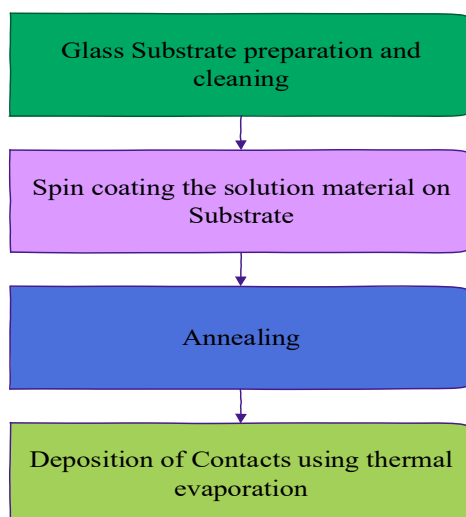 Glass Substrate preparation and
cleaning
Spin coating the solution material on
Substrate
Annealing
Deposition of Contacts using thermal
evaporation